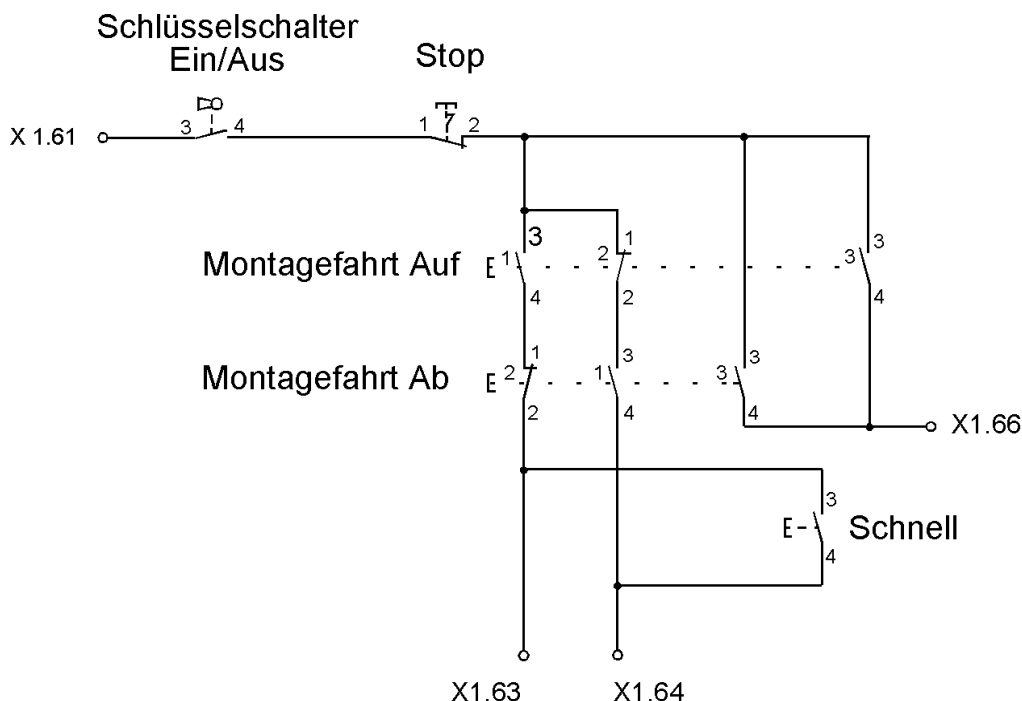 Schlüsselschalter
Ein/Aus
Stop
X 1.61
3 4
1 2
3
1
Montagefahrt Auf
1
2
3
3
4
2
4
1
3
3
Montagefahrt Ab
2
1
3
2
4
4
X1.66
3
Schnell
4
X1.63
X1.64